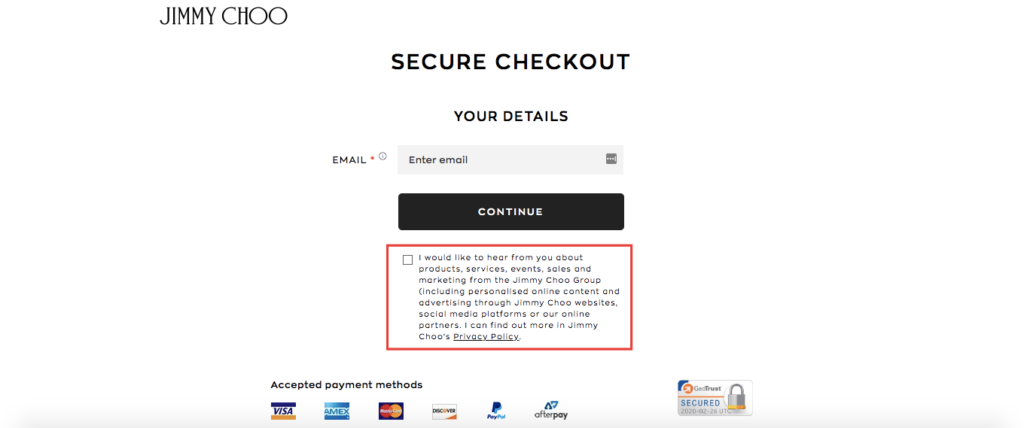 JIMMY CHOO
SECURE CHECKOUT
YOUR DETAILS
EMAIL * Enter email
CONTINUE
I would like to hear from you about
products, services, events, sales and
marketing from the Jimmy Choo Group
(including personalised online content and
advertising through Jimmy Choo websites,
social media platforms or our online
partners. I can find out more in Jimmy
Choo's Privacy Policy.
Accepted payment methods
VISA AMEX MasterCard DISCOVER PayPal afterpay
GeoTrust
SECURED
2020-02-26 UTC